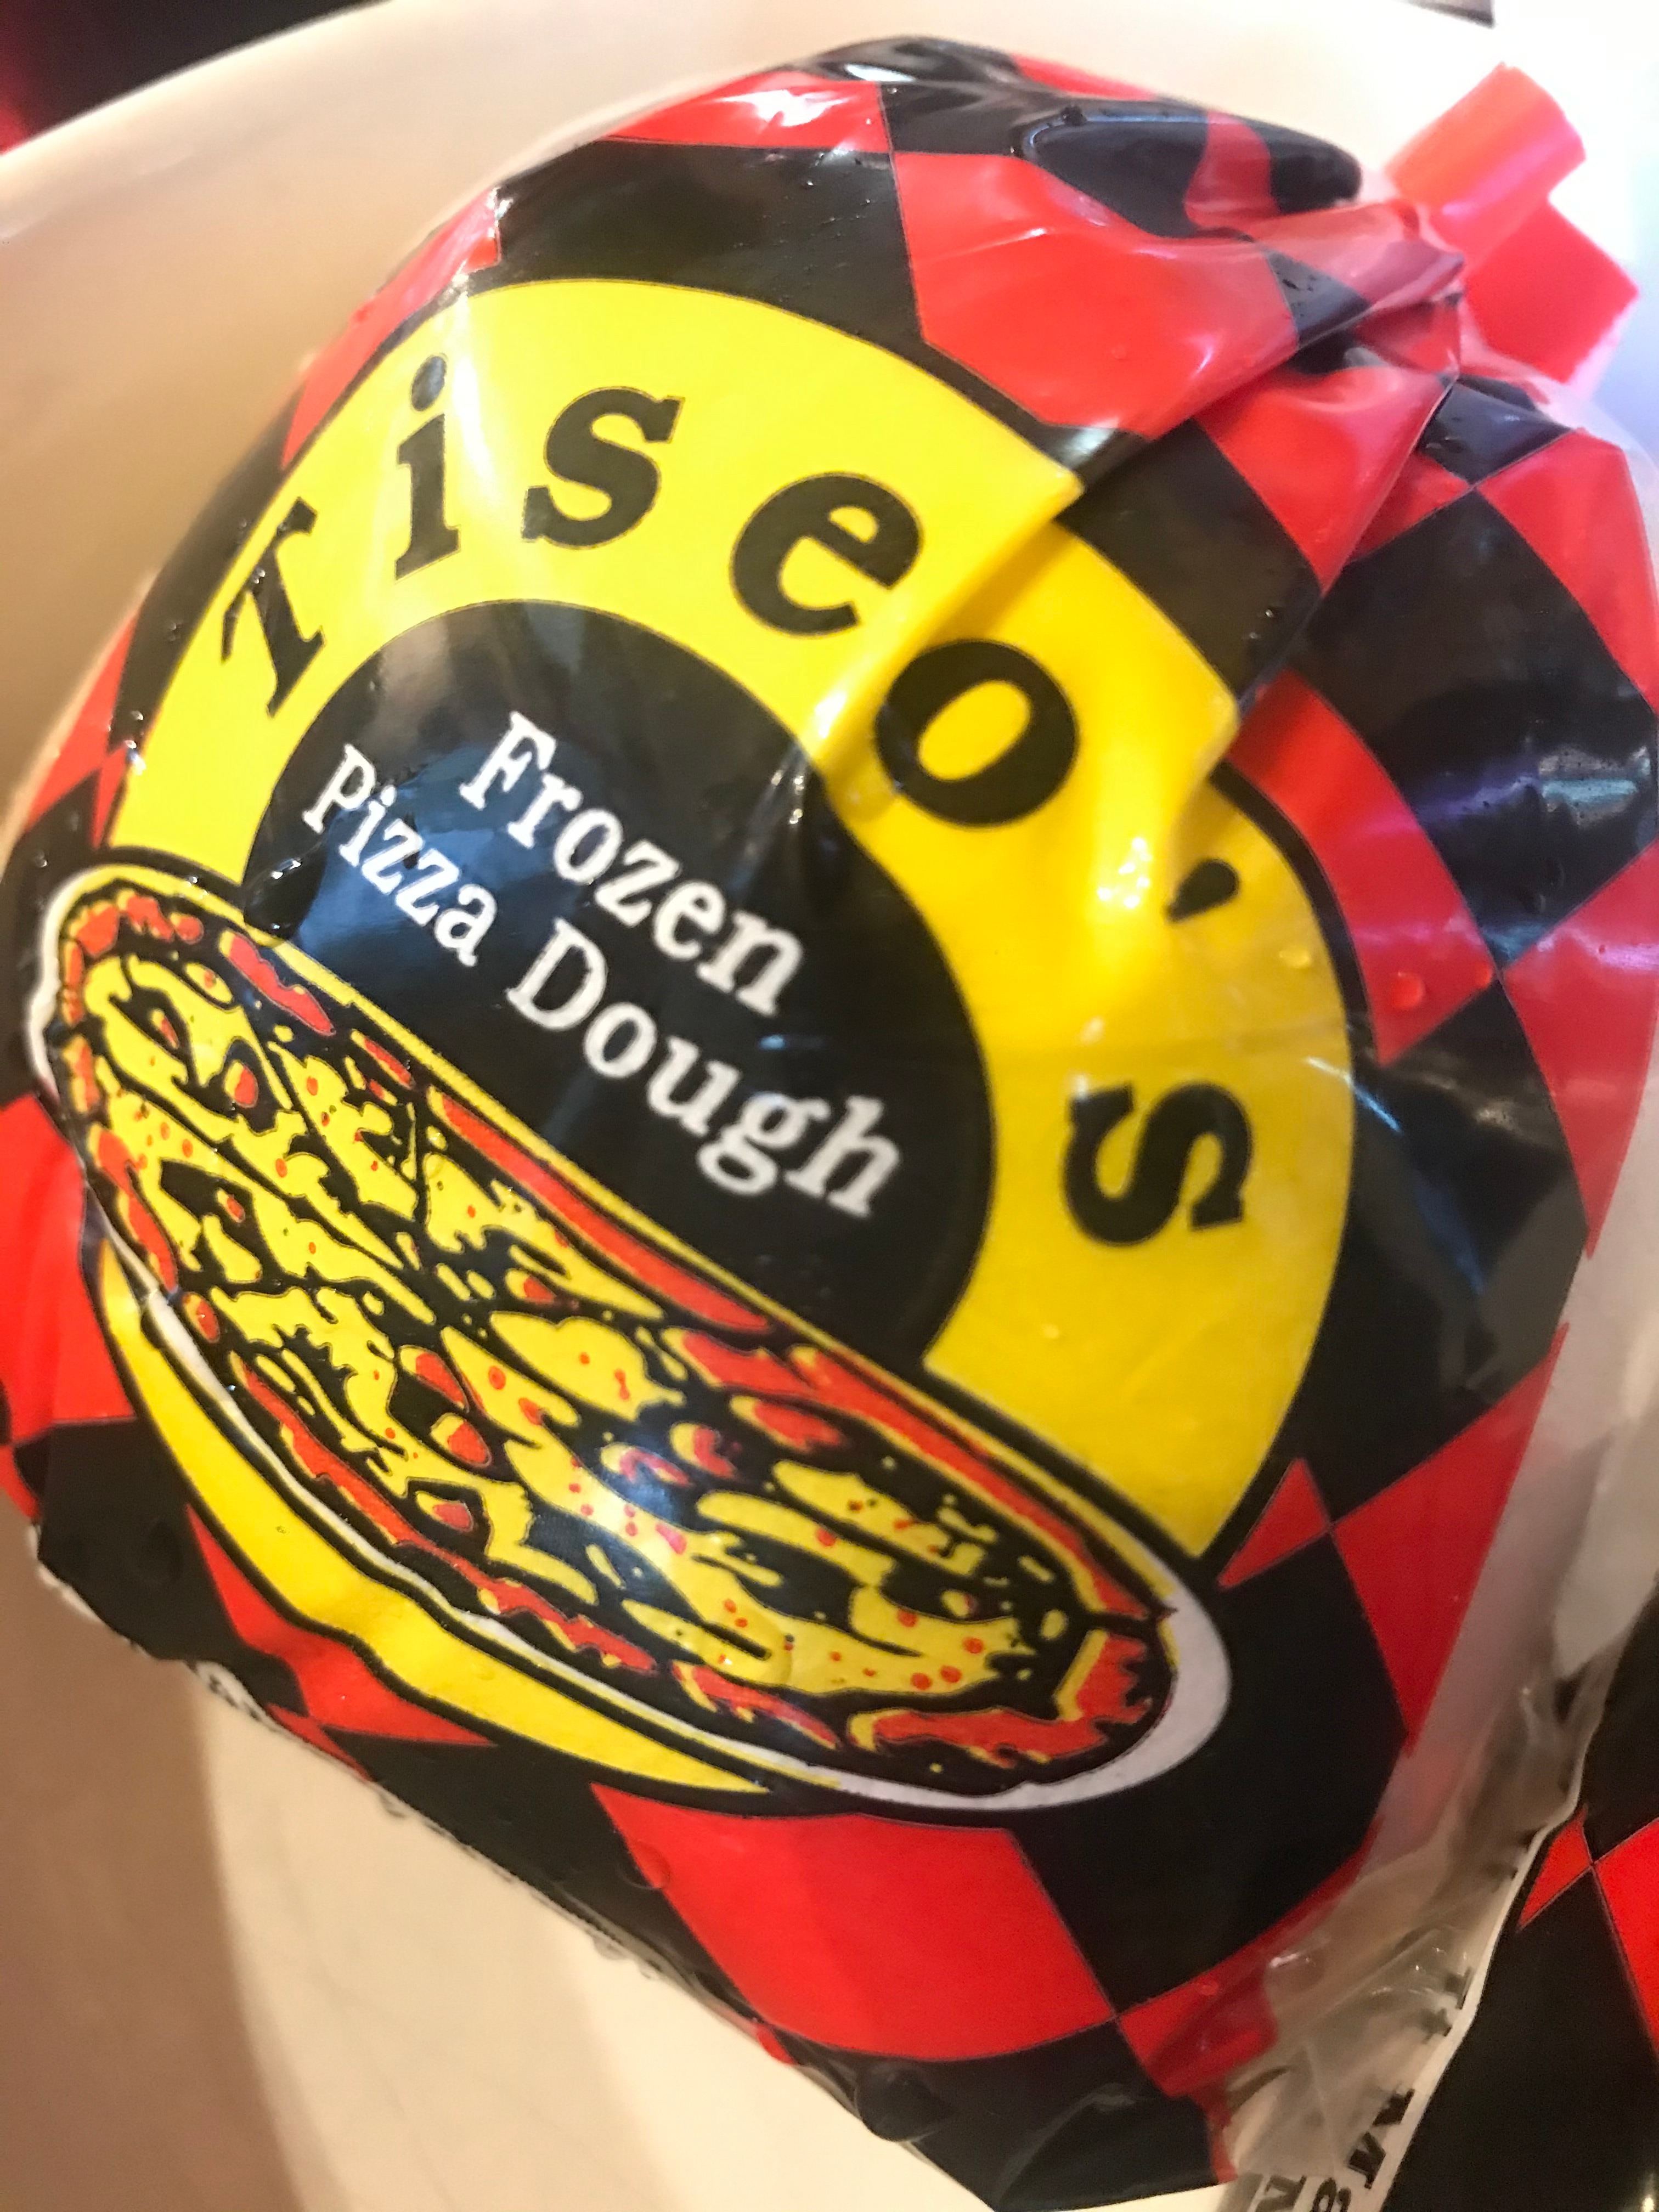 Tiseo's
Frozen
Pizza Dough